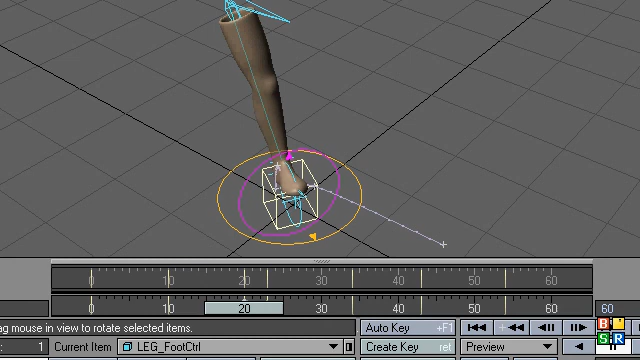 0 10 20 30 40 50 60
0 10 20 30 40 50 60 60
ag mouse in view to rotate selected items. Auto Key +F1
: 1 Current Item LEG_FootCtrl Create Key ret Preview
B
S R